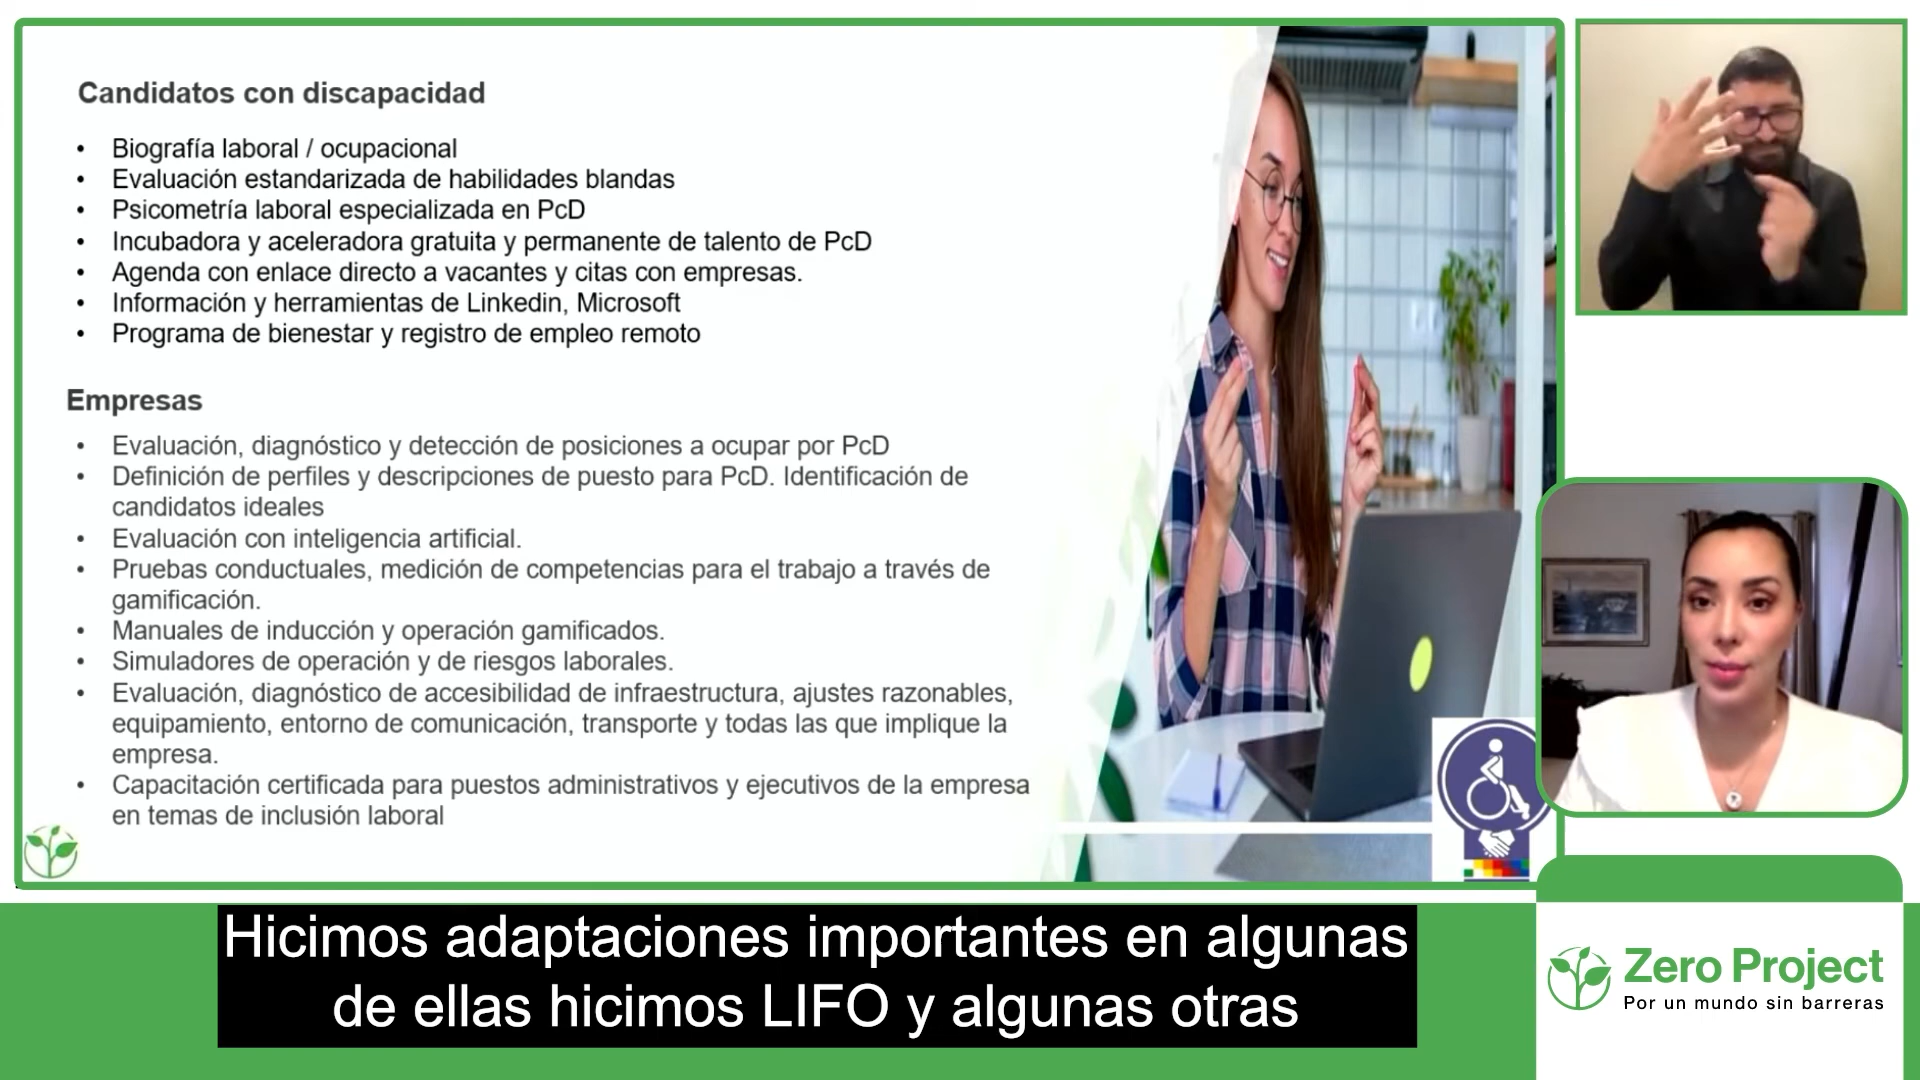 Candidatos con discapacidad
• Biografía laboral / ocupacional
• Evaluación estandarizada de habilidades blandas
• Psicometría laboral especializada en PcD
• Incubadora y aceleradora gratuita y permanente de talento de PcD
• Agenda con enlace directo a vacantes y citas con empresas.
• Información y herramientas de Linkedin, Microsoft
• Programa de bienestar y registro de empleo remoto
Empresas
• Evaluación, diagnóstico y detección de posiciones a ocupar por PcD
• Definición de perfiles y descripciones de puesto para PcD. Identificación de
candidatos ideales
• Evaluación con inteligencia artificial.
• Pruebas conductuales, medición de competencias para el trabajo a través de
gamificación.
• Manuales de inducción y operación gamificados.
• Simuladores de operación y de riesgos laborales.
• Evaluación, diagnóstico de accesibilidad de infraestructura, ajustes razonables,
equipamiento, entorno de comunicación, transporte y todas las que implique la
empresa.
• Capacitación certificada para puestos administrativos y ejecutivos de la empresa
en temas de inclusión laboral
Hicimos adaptaciones importantes en algunas
de ellas hicimos LIFO y algunas otras
Zero Project
Por un mundo sin barreras